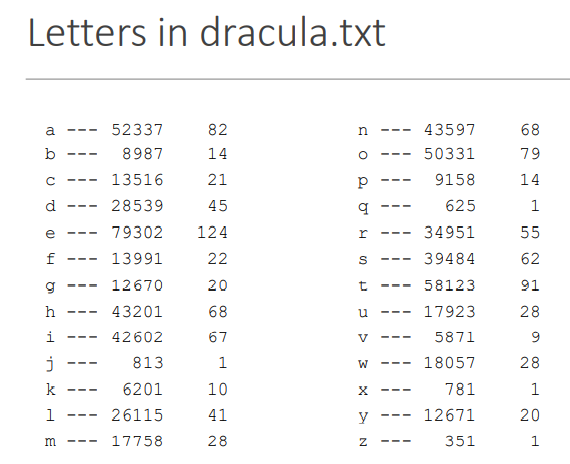 Letters in dracula.txt
a --- 52337 82
b --- 8987 14
c --- 13516 21
d --- 28539 45
e --- 79302 124
f --- 13991 22
g --- 12670 20
h --- 43201 68
i --- 42602 67
j --- 813 1
k --- 6201 10
l --- 26115 41
m --- 17758 28
n --- 43597 68
o --- 50331 79
p --- 9158 14
q --- 625 1
r --- 34951 55
s --- 39484 62
t --- 58123 91
u --- 17923 28
v --- 5871 9
w --- 18057 28
x --- 781 1
y --- 12671 20
z --- 351 1